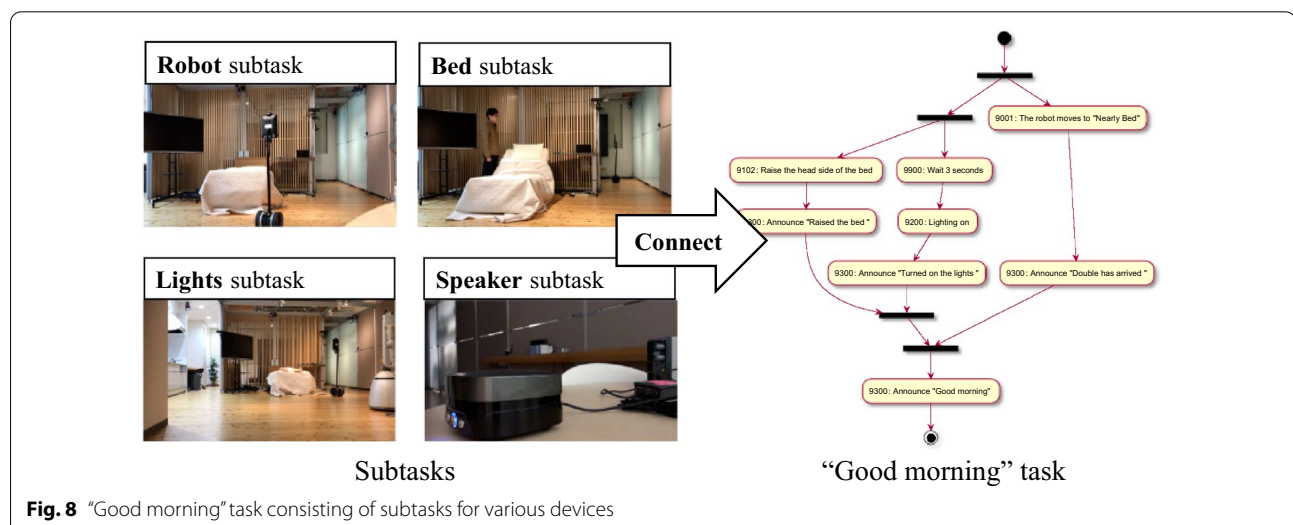 Robot subtask
Bed subtask
Lights subtask
Speaker subtask
Connect
9001: The robot moves to "Nearly Bed"
9102: Raise the head side of the bed
9900: Wait 3 seconds
00: Announce "Raised the bed "
9200: Lighting on
9300: Announce "Turned on the lights "
9300: Announce "Double has arrived "
9300: Announce "Good morning"
Subtasks
“Good morning” task
Fig. 8 “Good morning” task consisting of subtasks for various devices